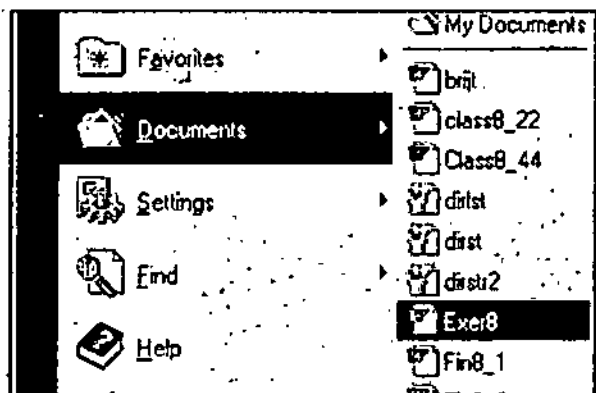 Favorites
Documents
Settings
Find
Help
My Documents
brijt
class8_22
Class8_44
dirlst
dirst
dirstr2
Exer8
Fin8_1